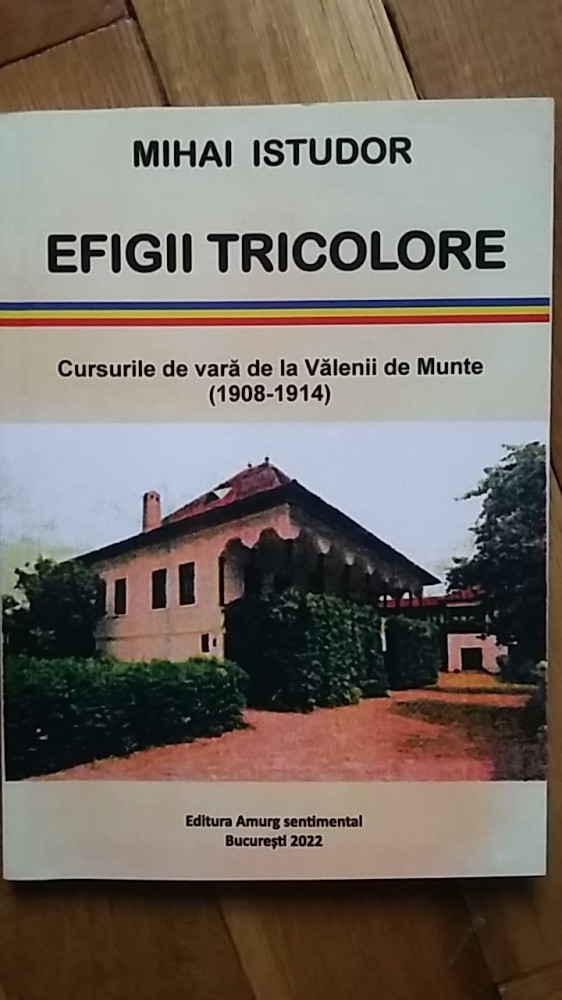 MIHAI ISTUDOR
EFIGII TRICOLORE
Cursurile de vară de la Vălenii de Munte
(1908-1914)
Editura Amurg sentimental
București 2022